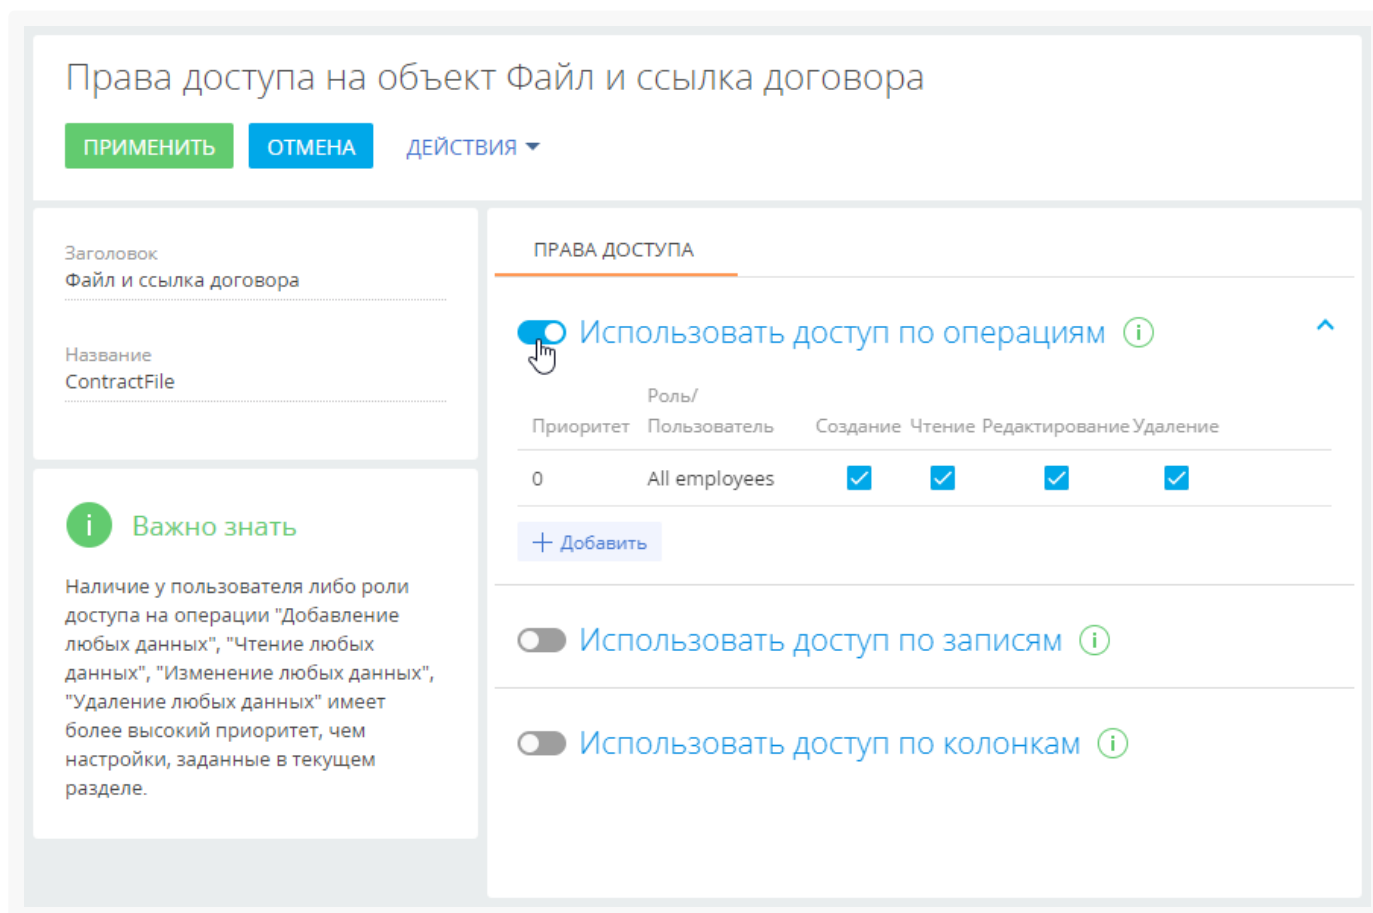 Права доступа на объект Файл и ссылка договора
ПРИМЕНИТЬ
ОТМЕНА
ДЕЙСТВИЯ
Заголовок
Файл и ссылка договора
Название
ContractFile
i Важно знать
Наличие у пользователя либо роли
доступа на операции "Добавление
любых данных", "Чтение любых
данных", "Изменение любых данных",
"Удаление любых данных" имеет
более высокий приоритет, чем
настройки, заданные в текущем
разделе.
ПРАВА ДОСТУПА
Использовать доступ по операциям i
Приоритет Роль/
Пользователь Создание Чтение Редактирование Удаление
0 All employees
+ Добавить
Использовать доступ по записям i
Использовать доступ по колонкам i